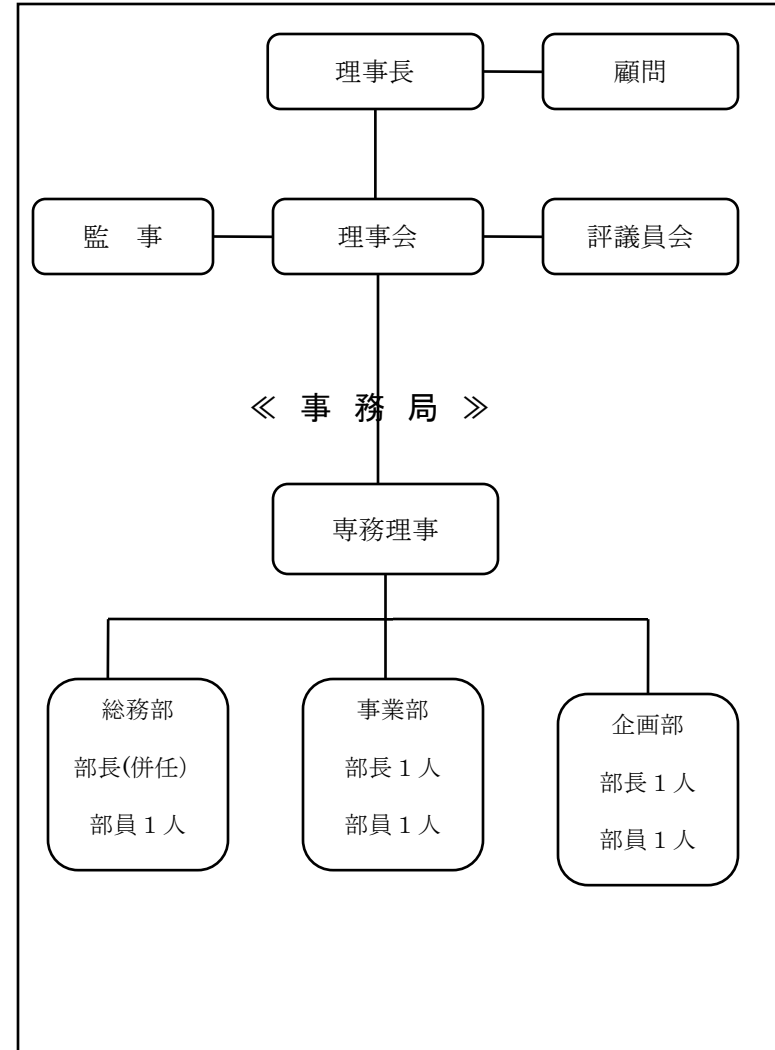 理事長
顧問
監　事
理事会
評議員会
≪ 事 務 局 ≫
専務理事
総務部
部長(併任)
部員１人
事業部
部長１人
部員１人
企画部
部長１人
部員１人